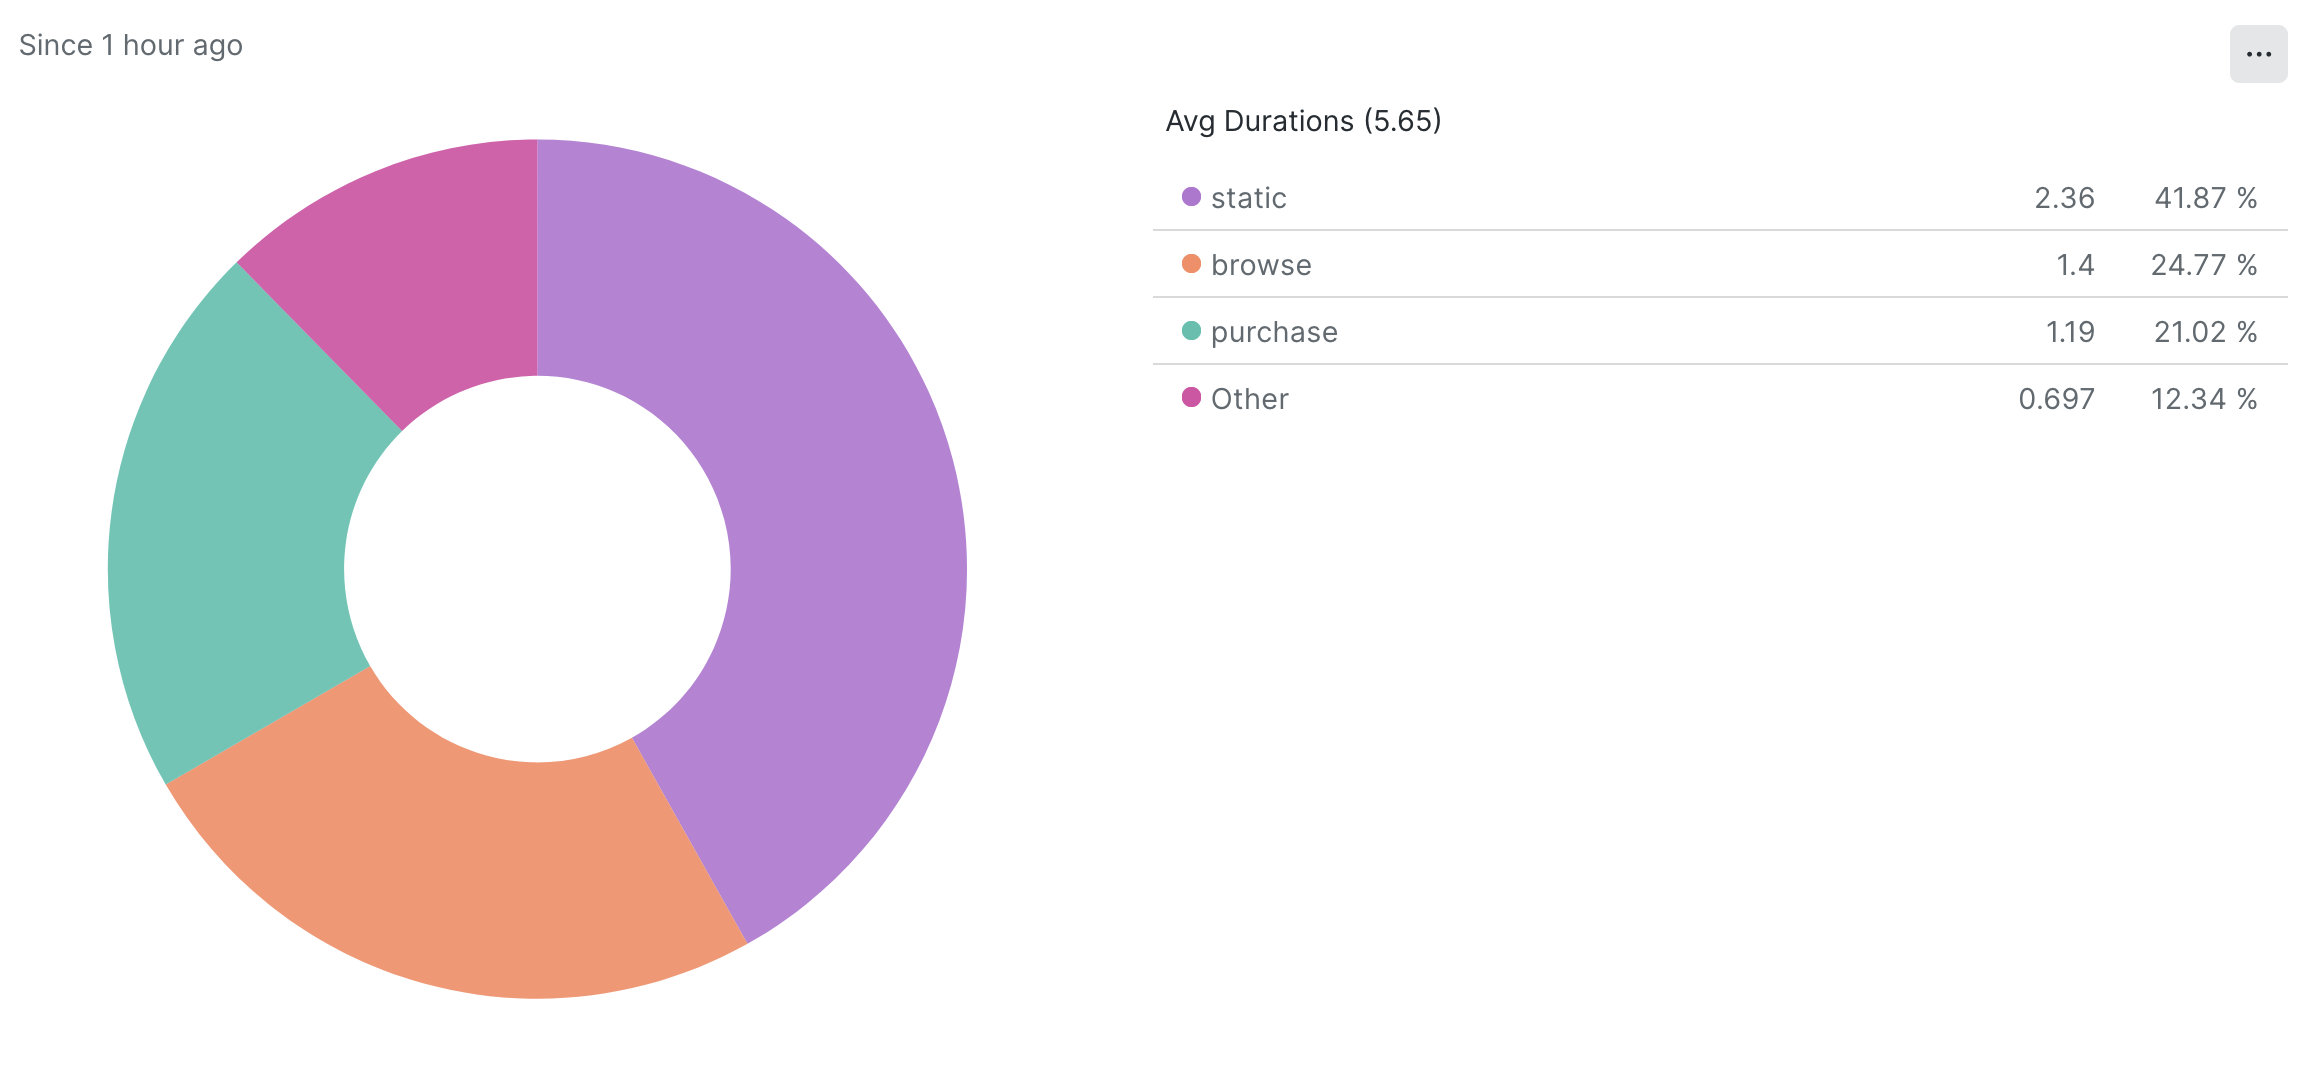 Since 1 hour ago
Avg Durations (5.65)
static 2.36 41.87 %
browse 1.4 24.77 %
purchase 1.19 21.02 %
Other 0.697 12.34 %